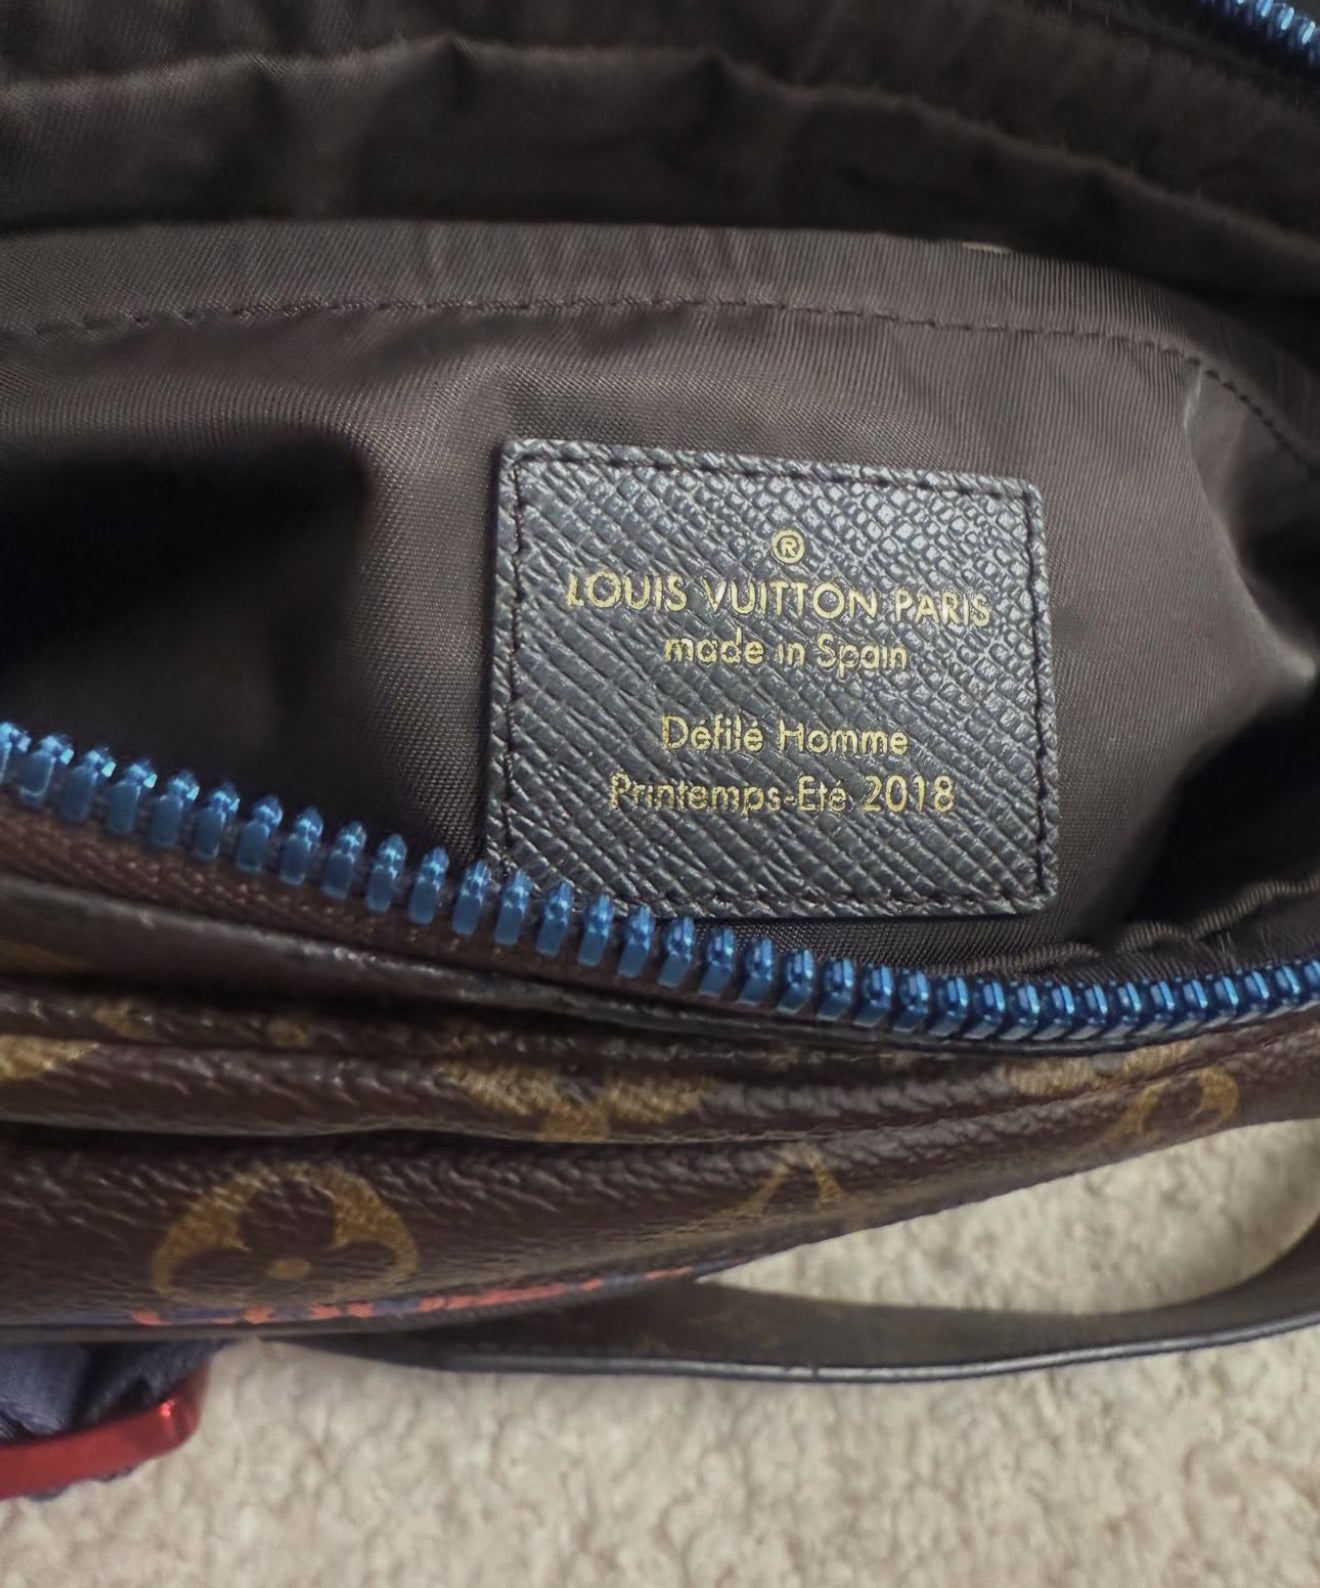 ®
LOUIS VUITTON PARIS
made in Spain
Défilé Homme
Printemps-Eté 2018